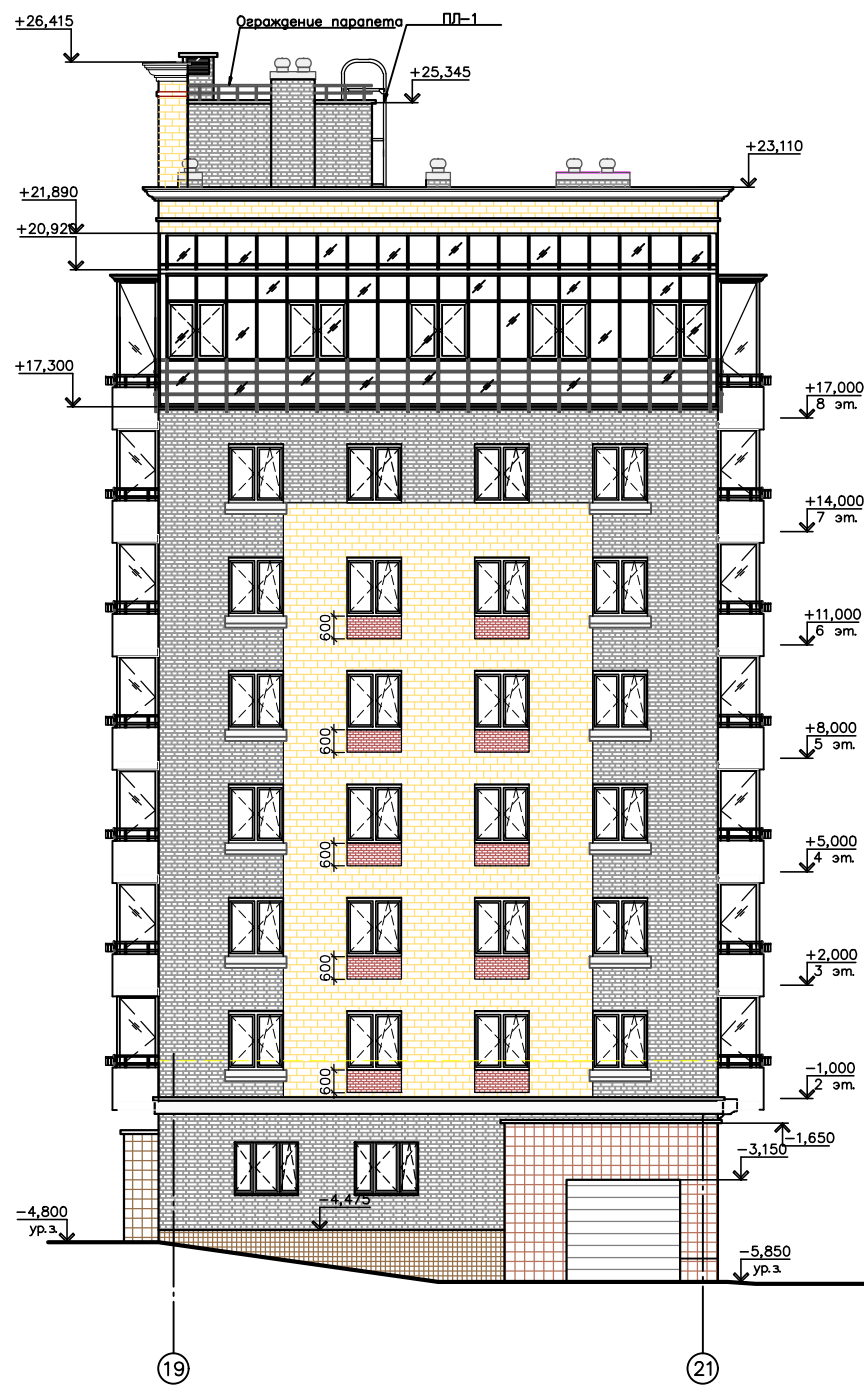 +26,415
Ограждение парапета
ПЛ-1
+25,345
+23,110
+21,890
+20,920
+17,300
+17,000
8 эт.
+14,000
7 эт.
600
600
+11,000
6 эт.
600
600
+8,000
5 эт.
+5,000
4 эт.
+2,000
3 эт.
600
-1,000
2 эт.
-1,650
-3,150
-4,475
-4,800
ур.з.
-5,850
ур.з.
19
21